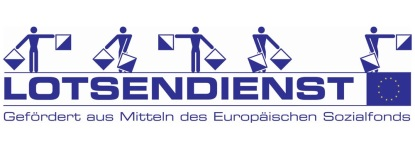 LOTSENDIENST
Gefördert aus Mitteln des Europäischen Sozialfonds